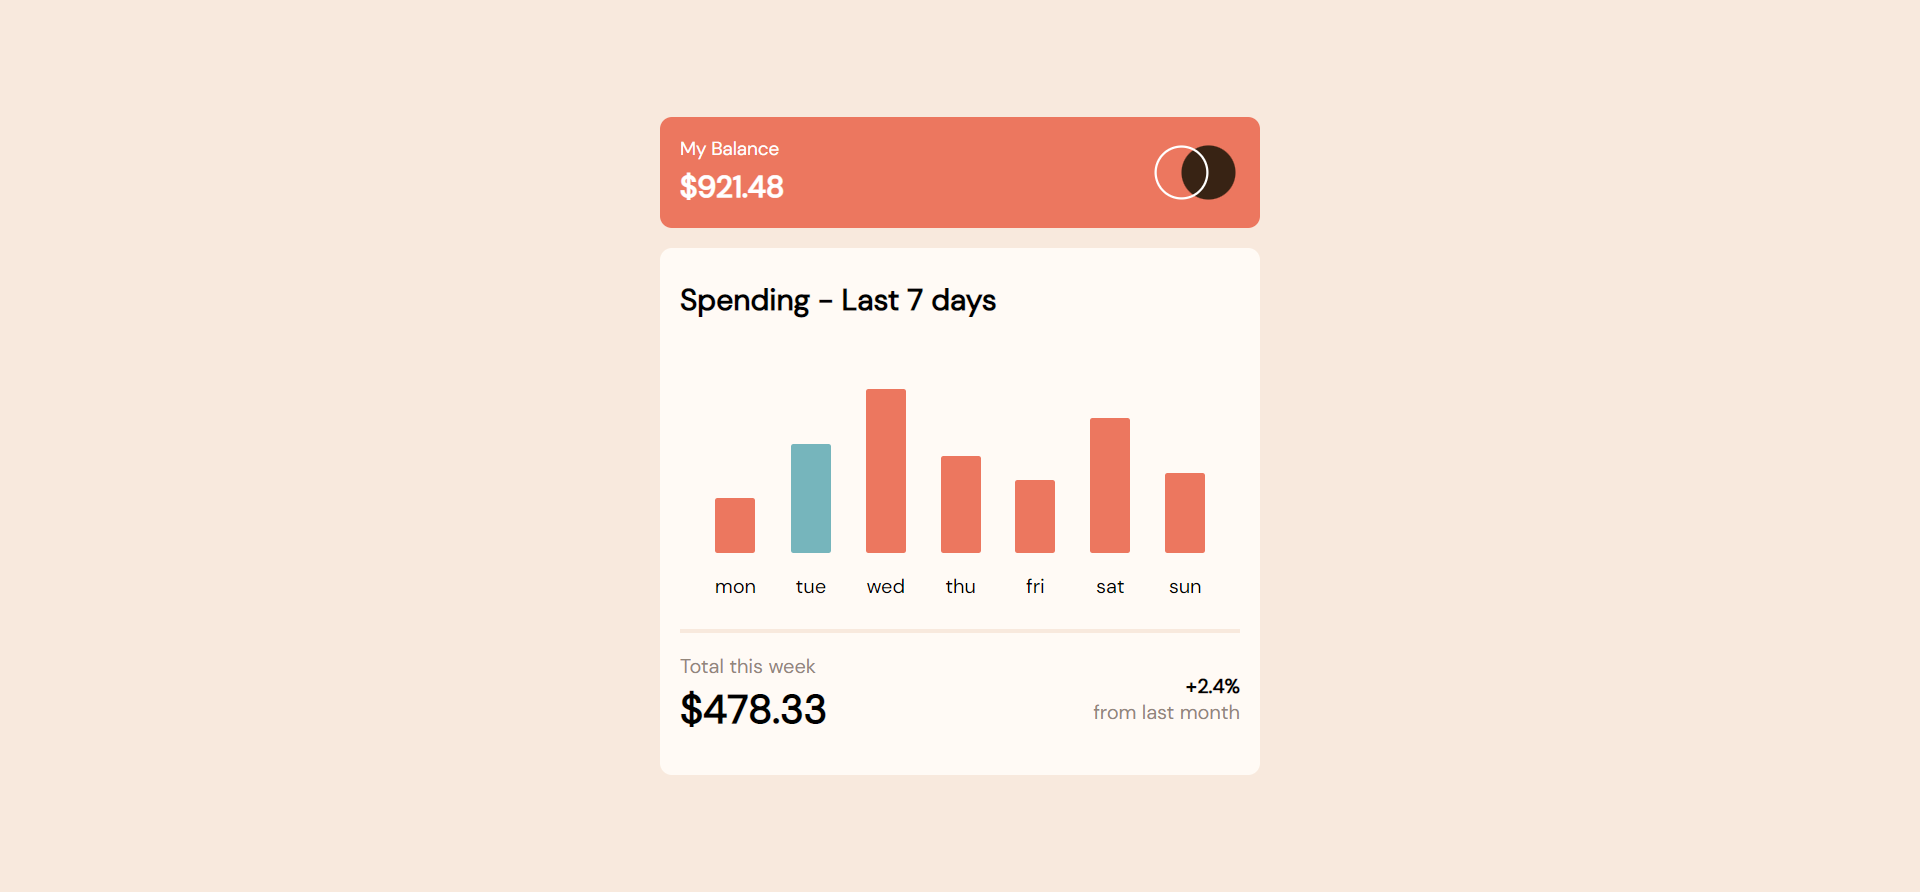 My Balance
$921.48
Spending - Last 7 days
mon tue wed thu fri sat sun
Total this week
$478.33
+2.4%
from last month